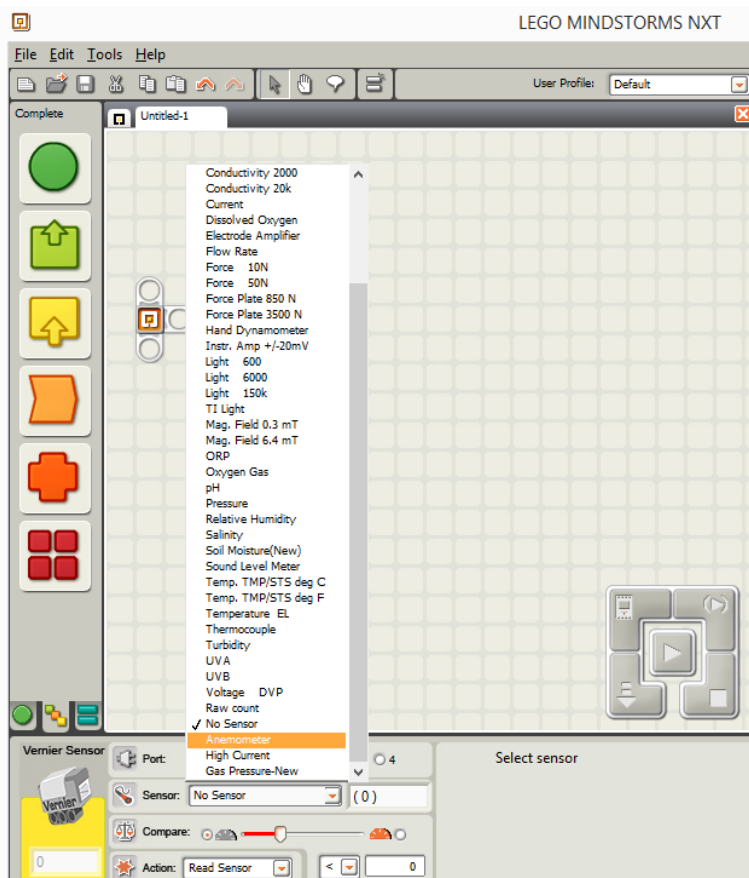 LEGO MINDSTORMS NXT
File Edit Tools Help
User Profile: Default
Complete
Untitled-1
Conductivity 2000
Conductivity 20k
Current
Dissolved Oxygen
Electrode Amplifier
Flow Rate
Force 10N
Force 50N
Force Plate 850 N
Force Plate 3500 N
Hand Dynamometer
Instr. Amp +/-20mV
Light 600
Light 6000
Light 150k
TI Light
Mag. Field 0.3 mT
Mag. Field 6.4 mT
ORP
Oxygen Gas
pH
Pressure
Relative Humidity
Salinity
Soil Moisture(New)
Sound Level Meter
Temp. TMP/STS deg C
Temp. TMP/STS deg F
Temperature EL
Thermocouple
Turbidity
UVA
UVB
Voltage DVP
Raw count
No Sensor
Anemometer
High Current
Gas Pressure-New
Vernier Sensor
Vernier
0
Port: 4
Sensor: No Sensor (0)
Compare:
Action: Read Sensor < 0
Select sensor